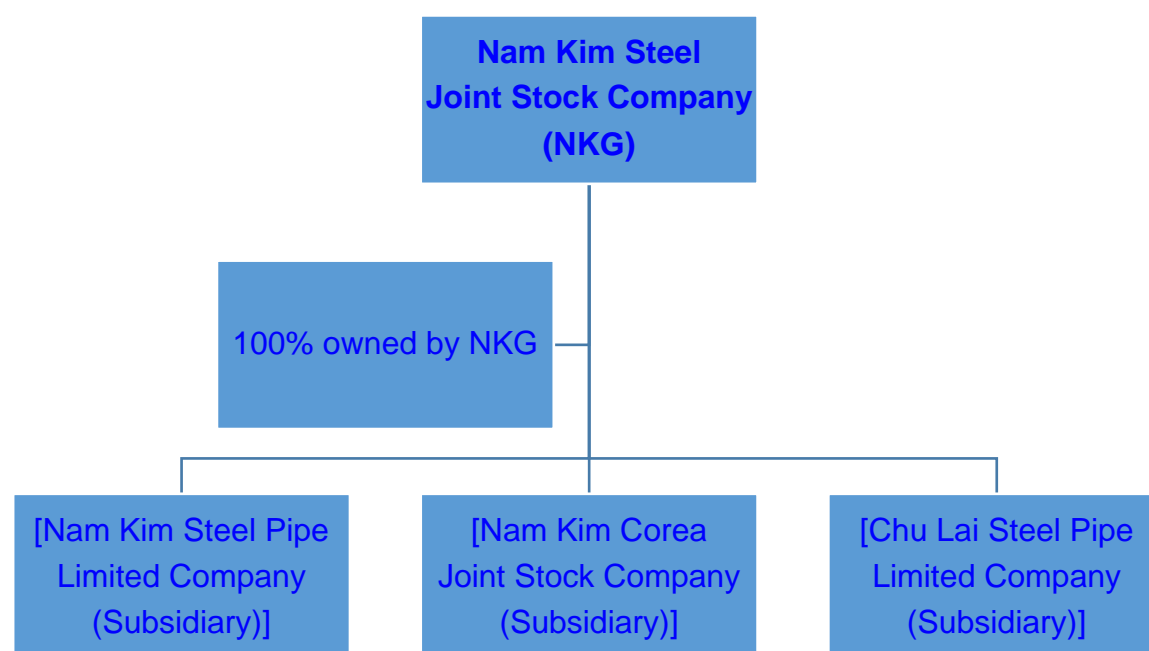 Nam Kim Steel
Joint Stock Company
(NKG)
100% owned by NKG
[Nam Kim Steel Pipe
Limited Company
(Subsidiary)]
[Nam Kim Corea
Joint Stock Company
(Subsidiary)]
[Chu Lai Steel Pipe
Limited Company
(Subsidiary)]